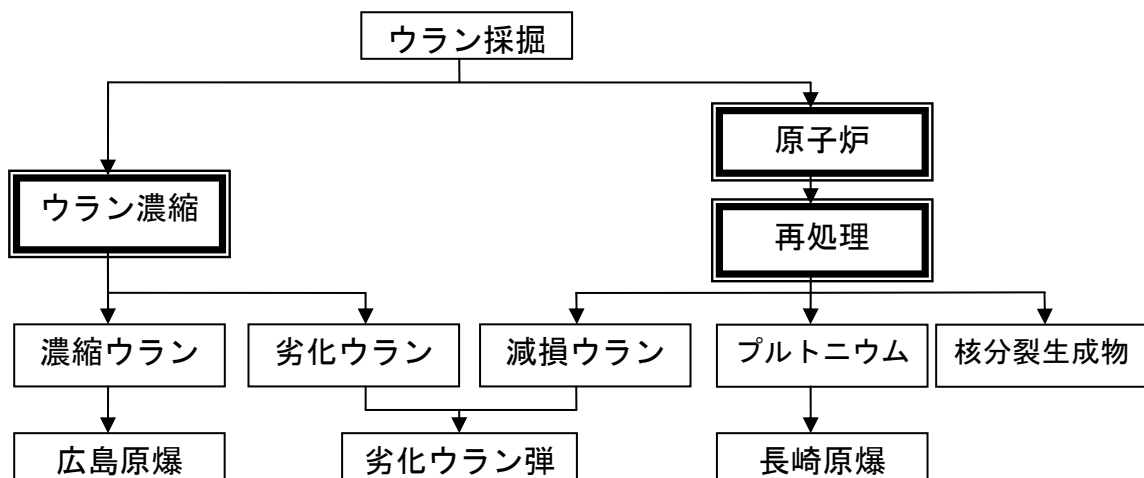 ウラン採掘
原子炉
ウラン濃縮
再処理
濃縮ウラン
劣化ウラン
減損ウラン
プルトニウム
核分裂生成物
広島原爆
劣化ウラン弾
長崎原爆